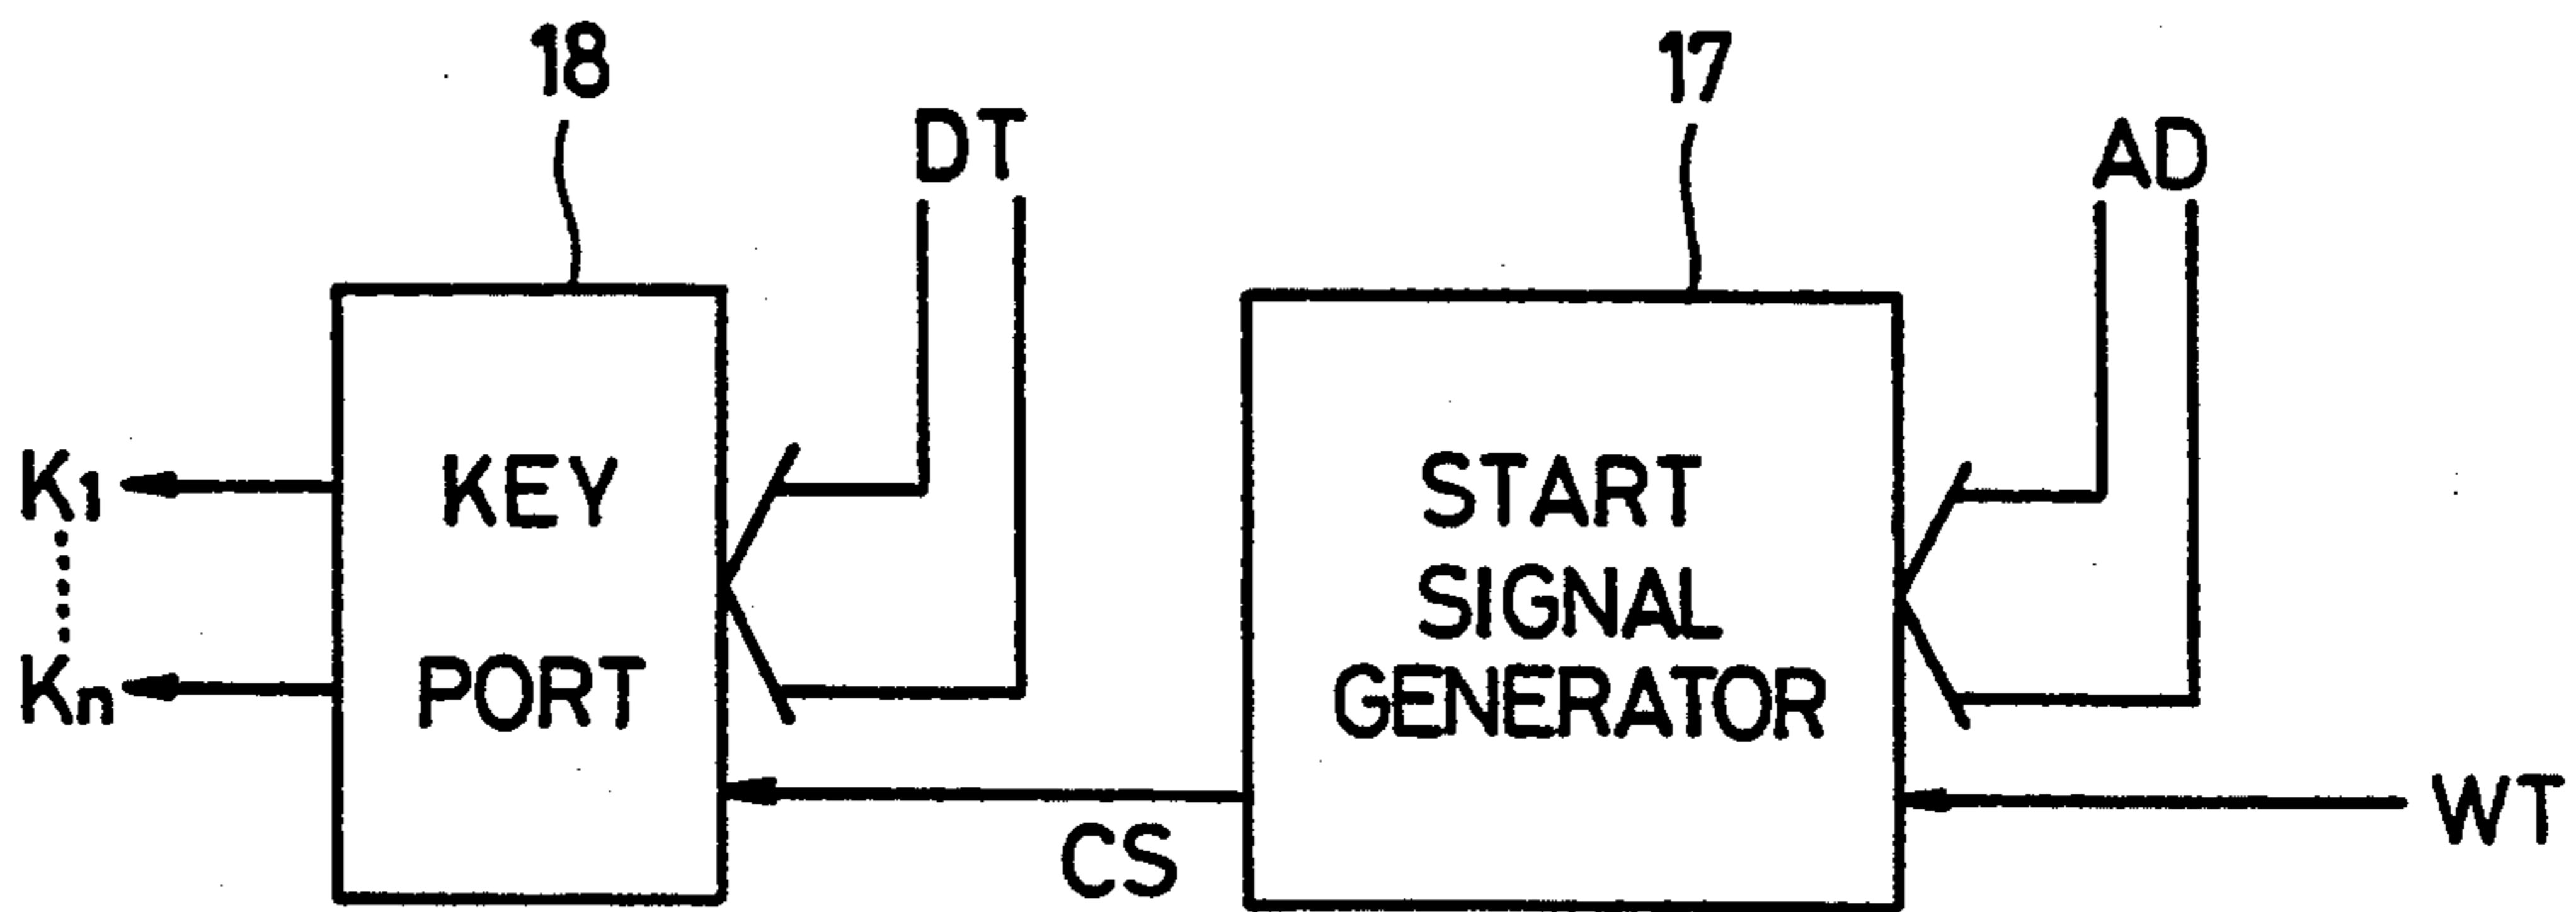 18
17
DT
AD
K1
Kn
KEY
PORT
START
SIGNAL
GENERATOR
CS
WT